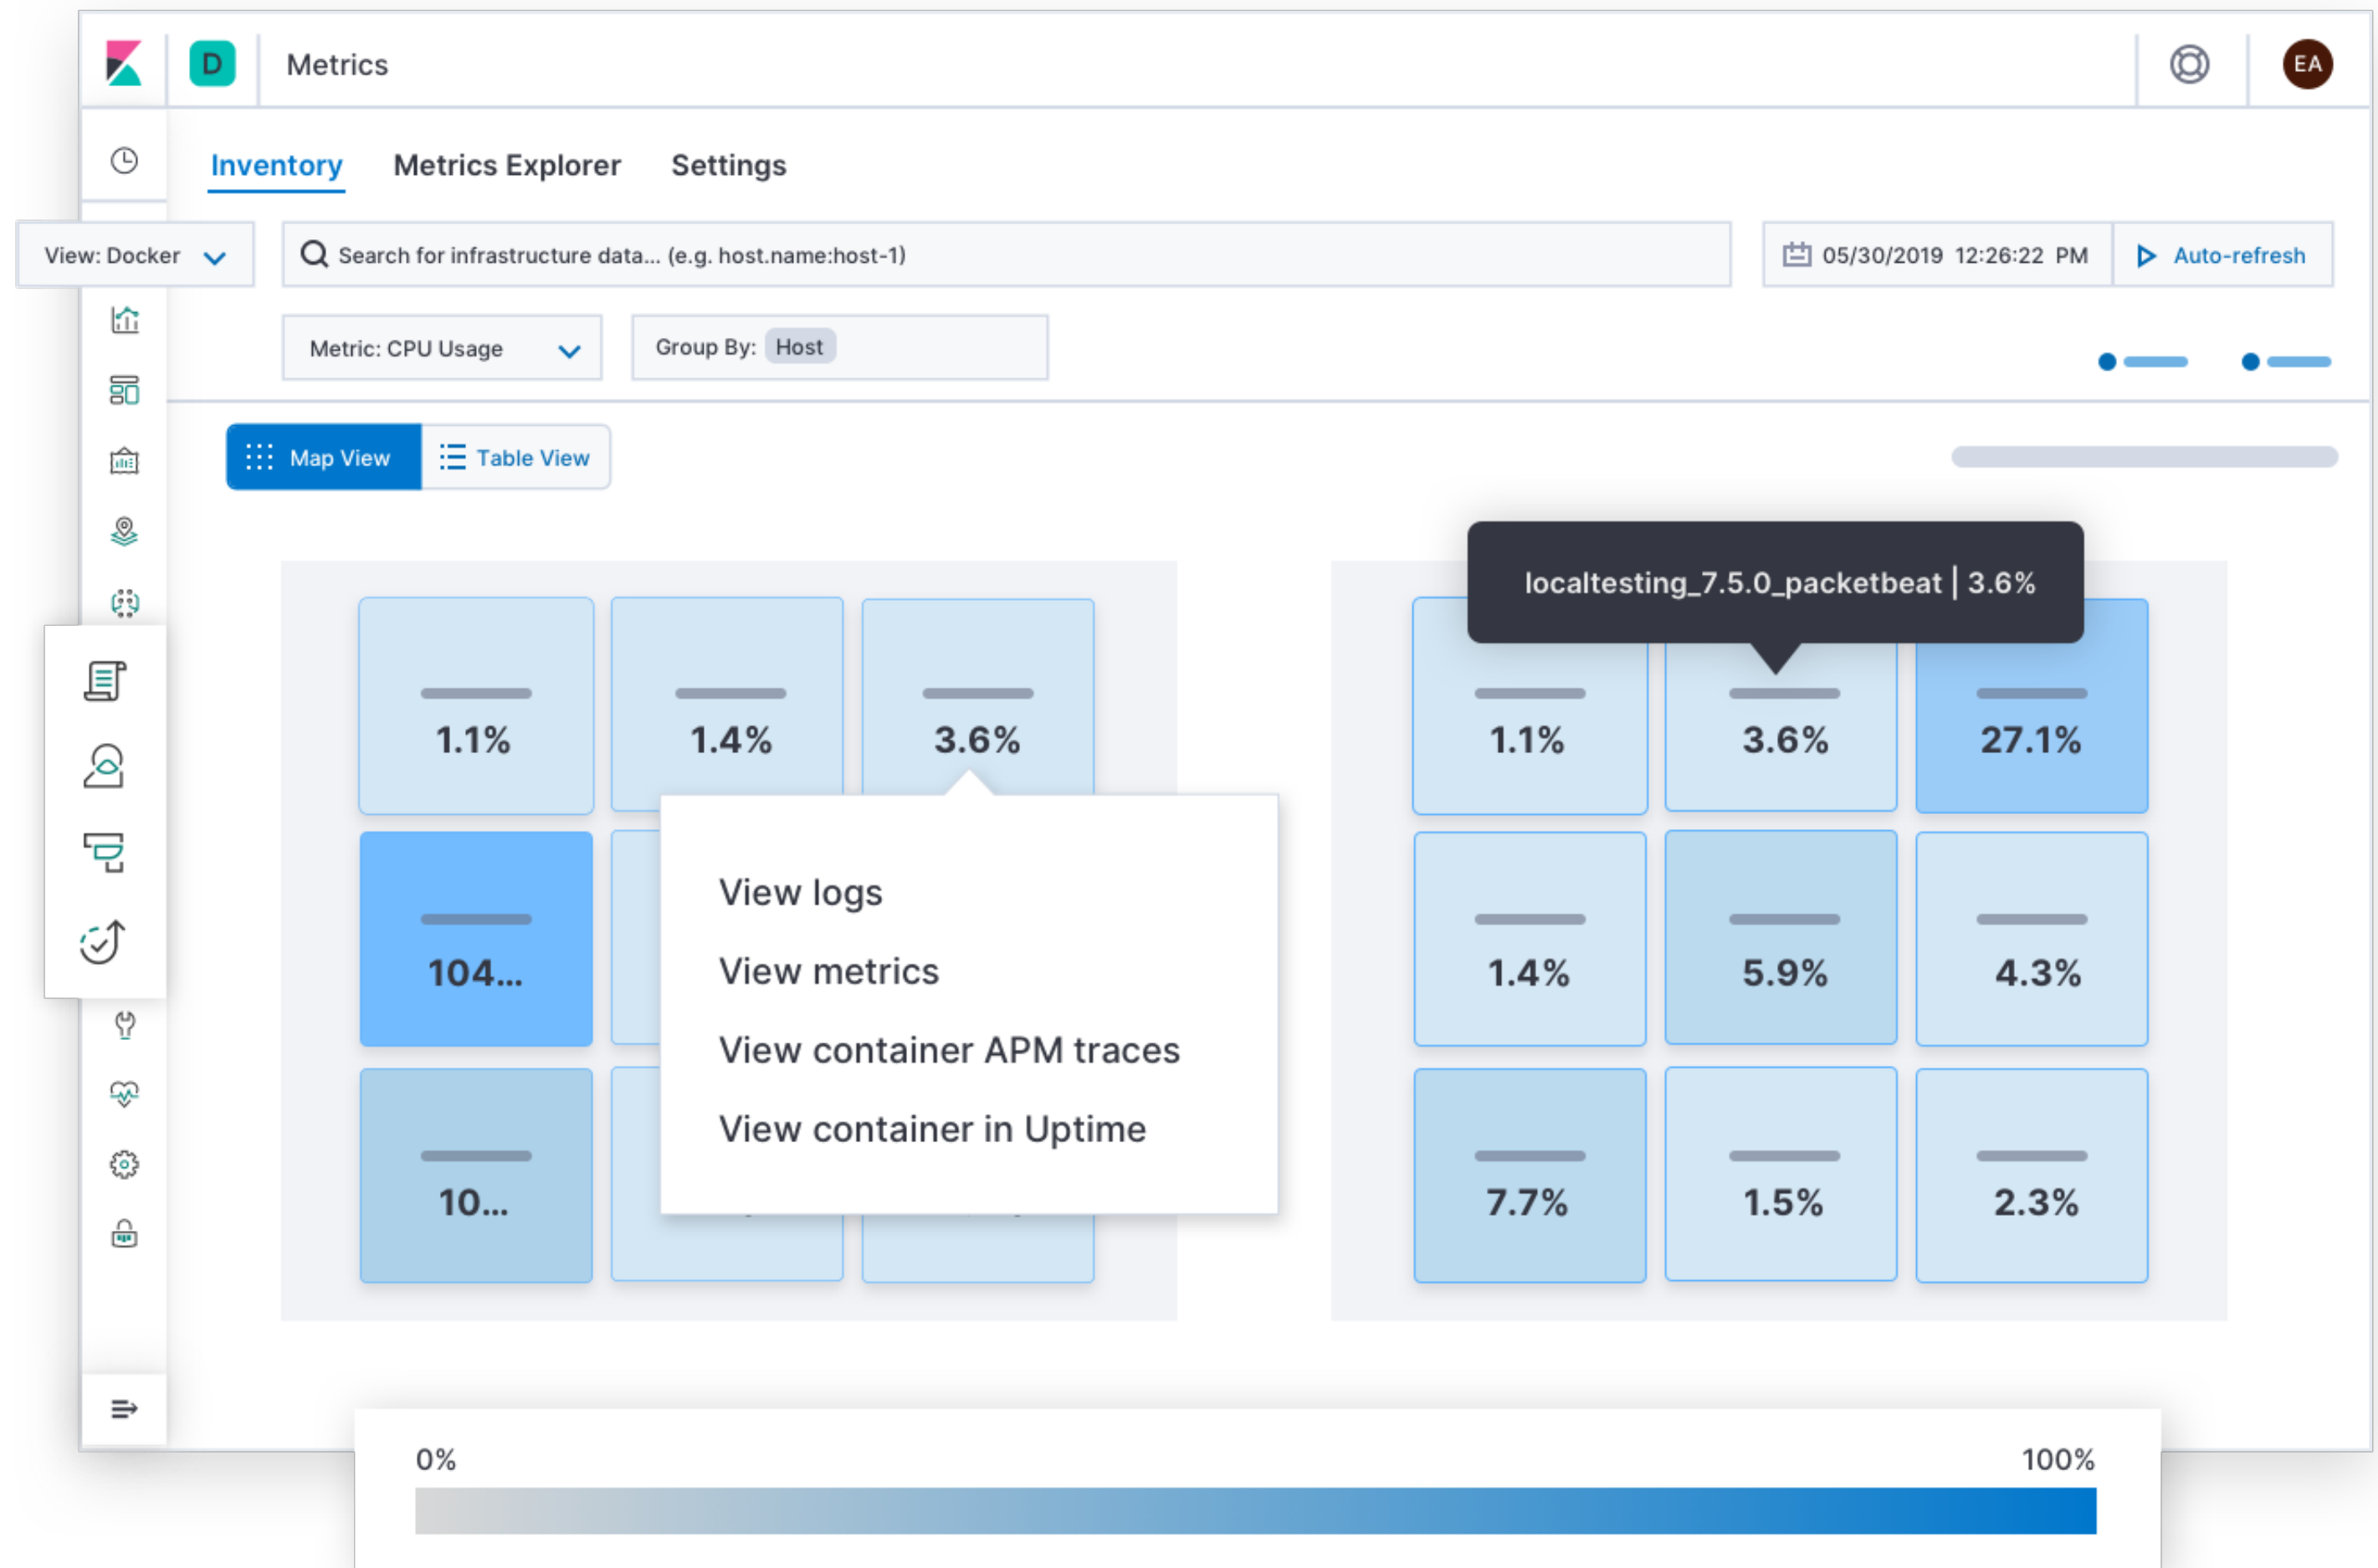 D Metrics EA
Inventory Metrics Explorer Settings
View: Docker Search for infrastructure data... (e.g. host.name:host-1) 05/30/2019 12:26:22 PM Auto-refresh
Metric: CPU Usage Group By: Host
Map View Table View
localtesting_7.5.0_packetbeat | 3.6%
1.1% 1.4% 3.6% 1.1% 3.6% 27.1%
View logs
104... 1.4% 5.9% 4.3%
View metrics
View container APM traces
View container in Uptime
10... 7.7% 1.5% 2.3%
0% 100%